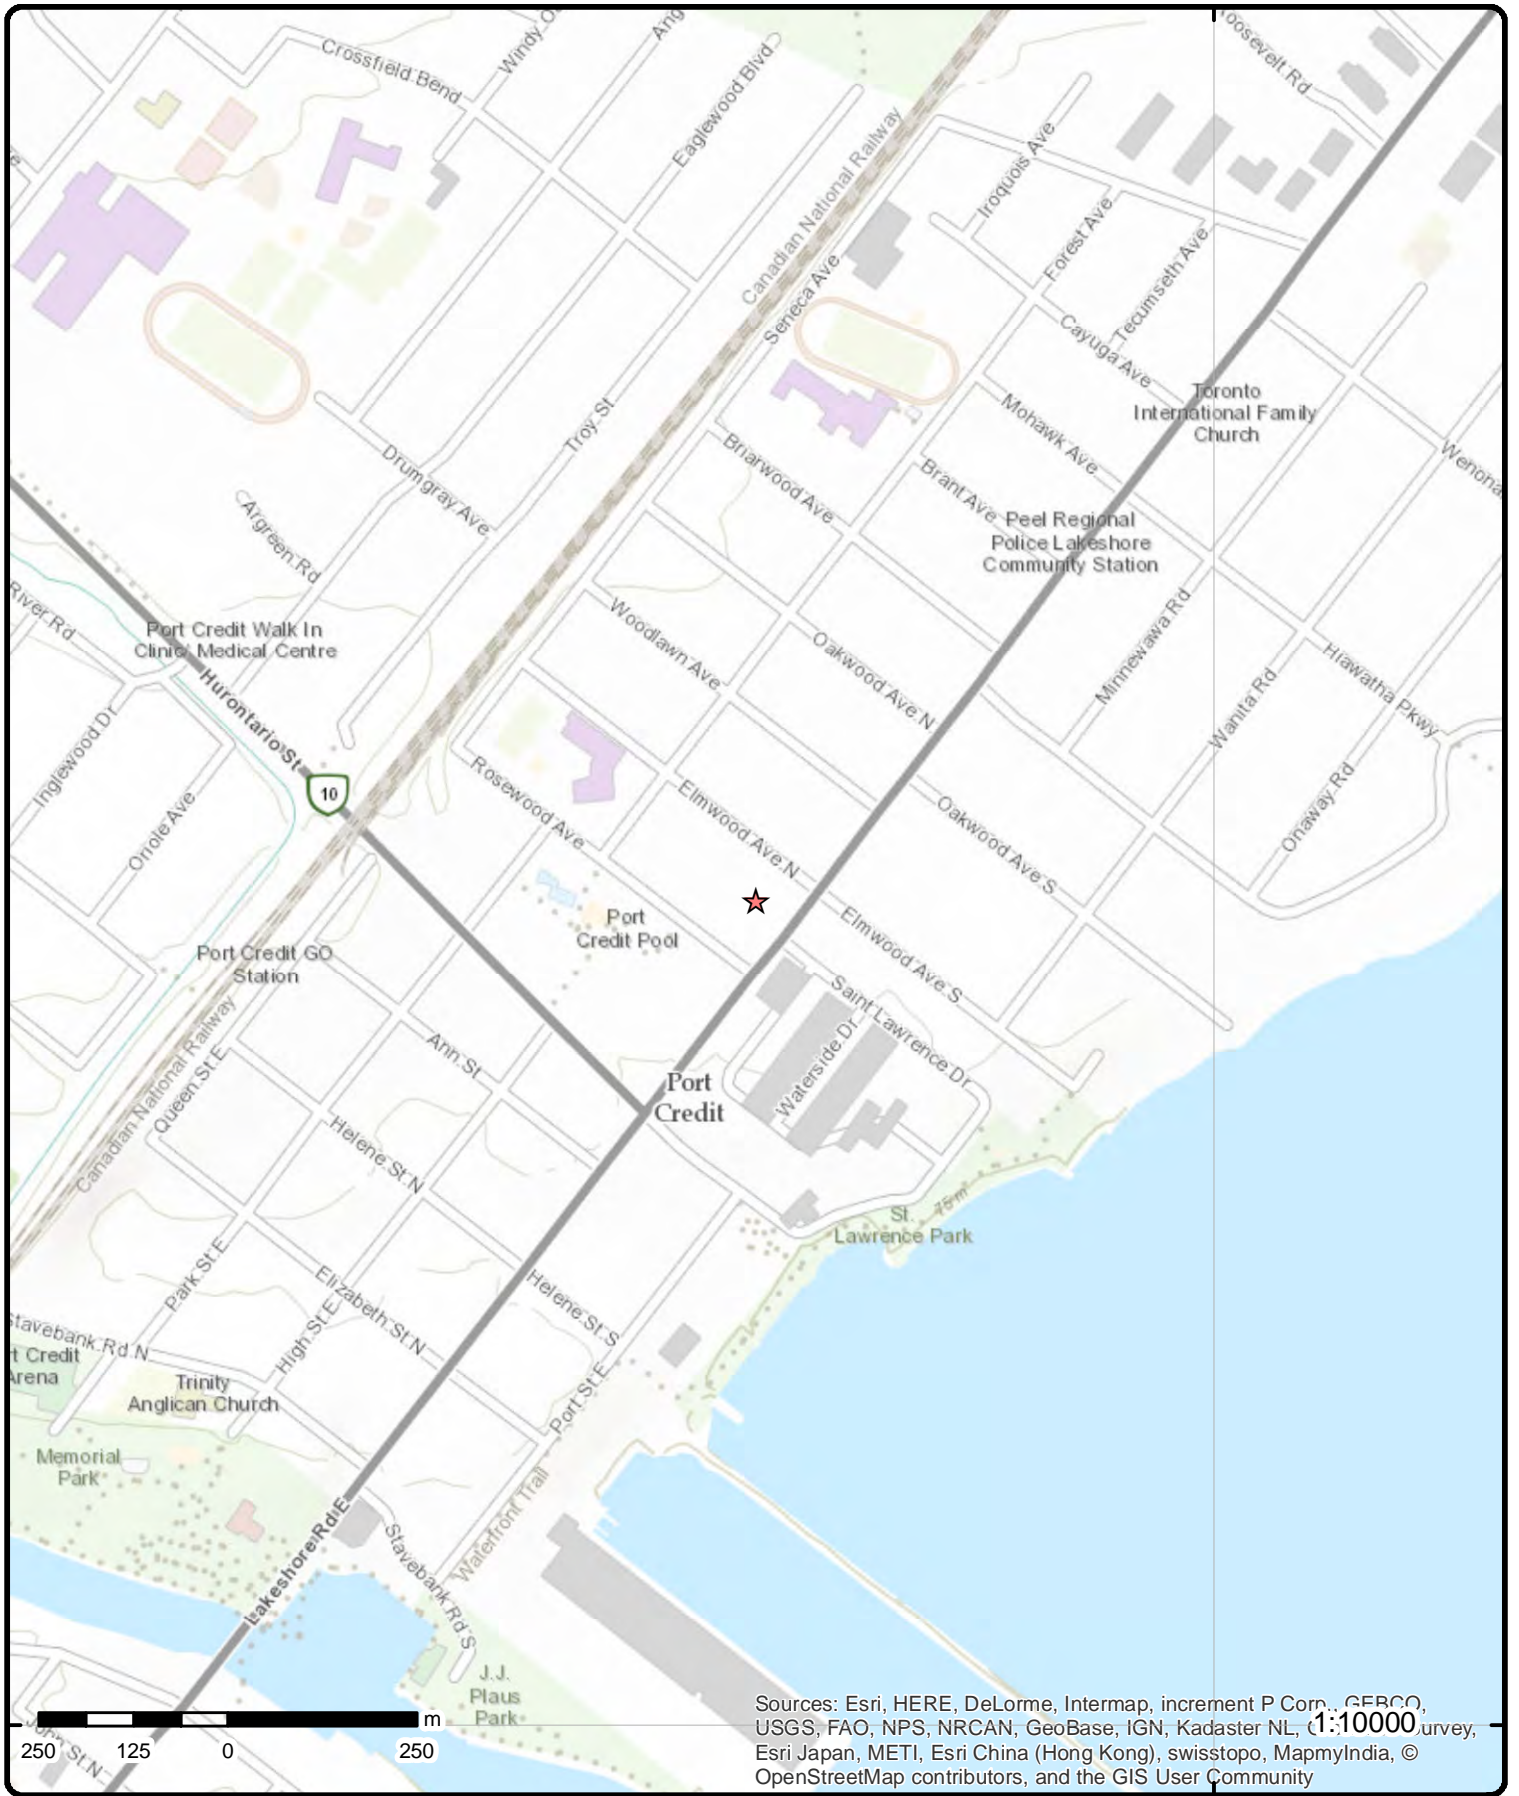 Crossfield Bend
Windy
Ang
Eaglewood Blvd
Canadian National Railway
Seneca Ave
Iroquois Ave
Forest Ave
Tecumseth Ave
Cayuga Ave
Mohawk Ave
Toronto
International Family
Church
Wenona
Troy St
Drumgray Ave
Argreen Rd
Briarwood Ave
Brant Ave
Peel Regional
Police Lakeshore
Community Station
River Rd
Port Credit Walk In
Clinic/ Medical Centre
Hurontario St
10
Woodlawn Ave
Oakwood Ave N
Minnewawa Rd
Wanita Rd
Hiawatha Pkwy
Onaway Rd
Inglewood Dr
Oriole Ave
Rosewood Ave
Elmwood Ave N
Oakwood Ave S
Port
Credit Pool
Elmwood Ave S
Port Credit GO
Station
Saint Lawrence Dr
Waterside Dr
Canadian National Railway
Queen St E
Ann St
Port
Credit
Helene St N
75 m
St.
Lawrence Park
Park St E
Elizabeth St N
High St E
Helene St S
Stavebank Rd N
rt Credit
Arena
Trinity
Anglican Church
Port St E
Memorial
Park
Waterfront Trail
Lakeshore Rd E
Stavebank Rd S
J.J.
Plaus
Park
John St N
m
250 125 0 250
Sources: Esri, HERE, DeLorme, Intermap, increment P Corp., GEBCO,
USGS, FAO, NPS, NRCAN, GeoBase, IGN, Kadaster NL, urvey,
1:10000
Esri Japan, METI, Esri China (Hong Kong), swisstopo, MapmyIndia, ©
OpenStreetMap contributors, and the GIS User Community